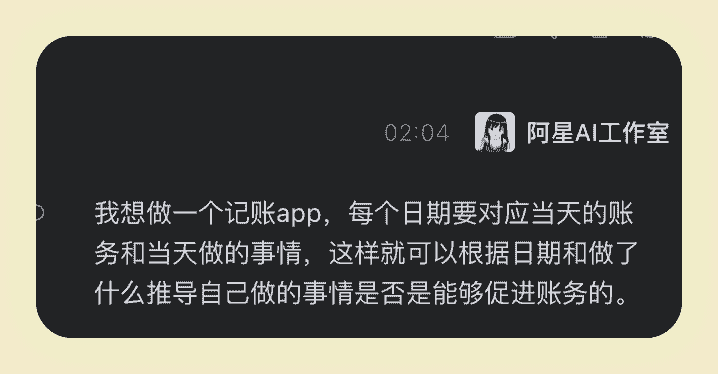 02:04 阿星AI工作室
我想做一个记账app，每个日期要对应当天的账
务和当天做的事情，这样就可以根据日期和做了
什么推导自己做的事情是否是能够促进账务的。